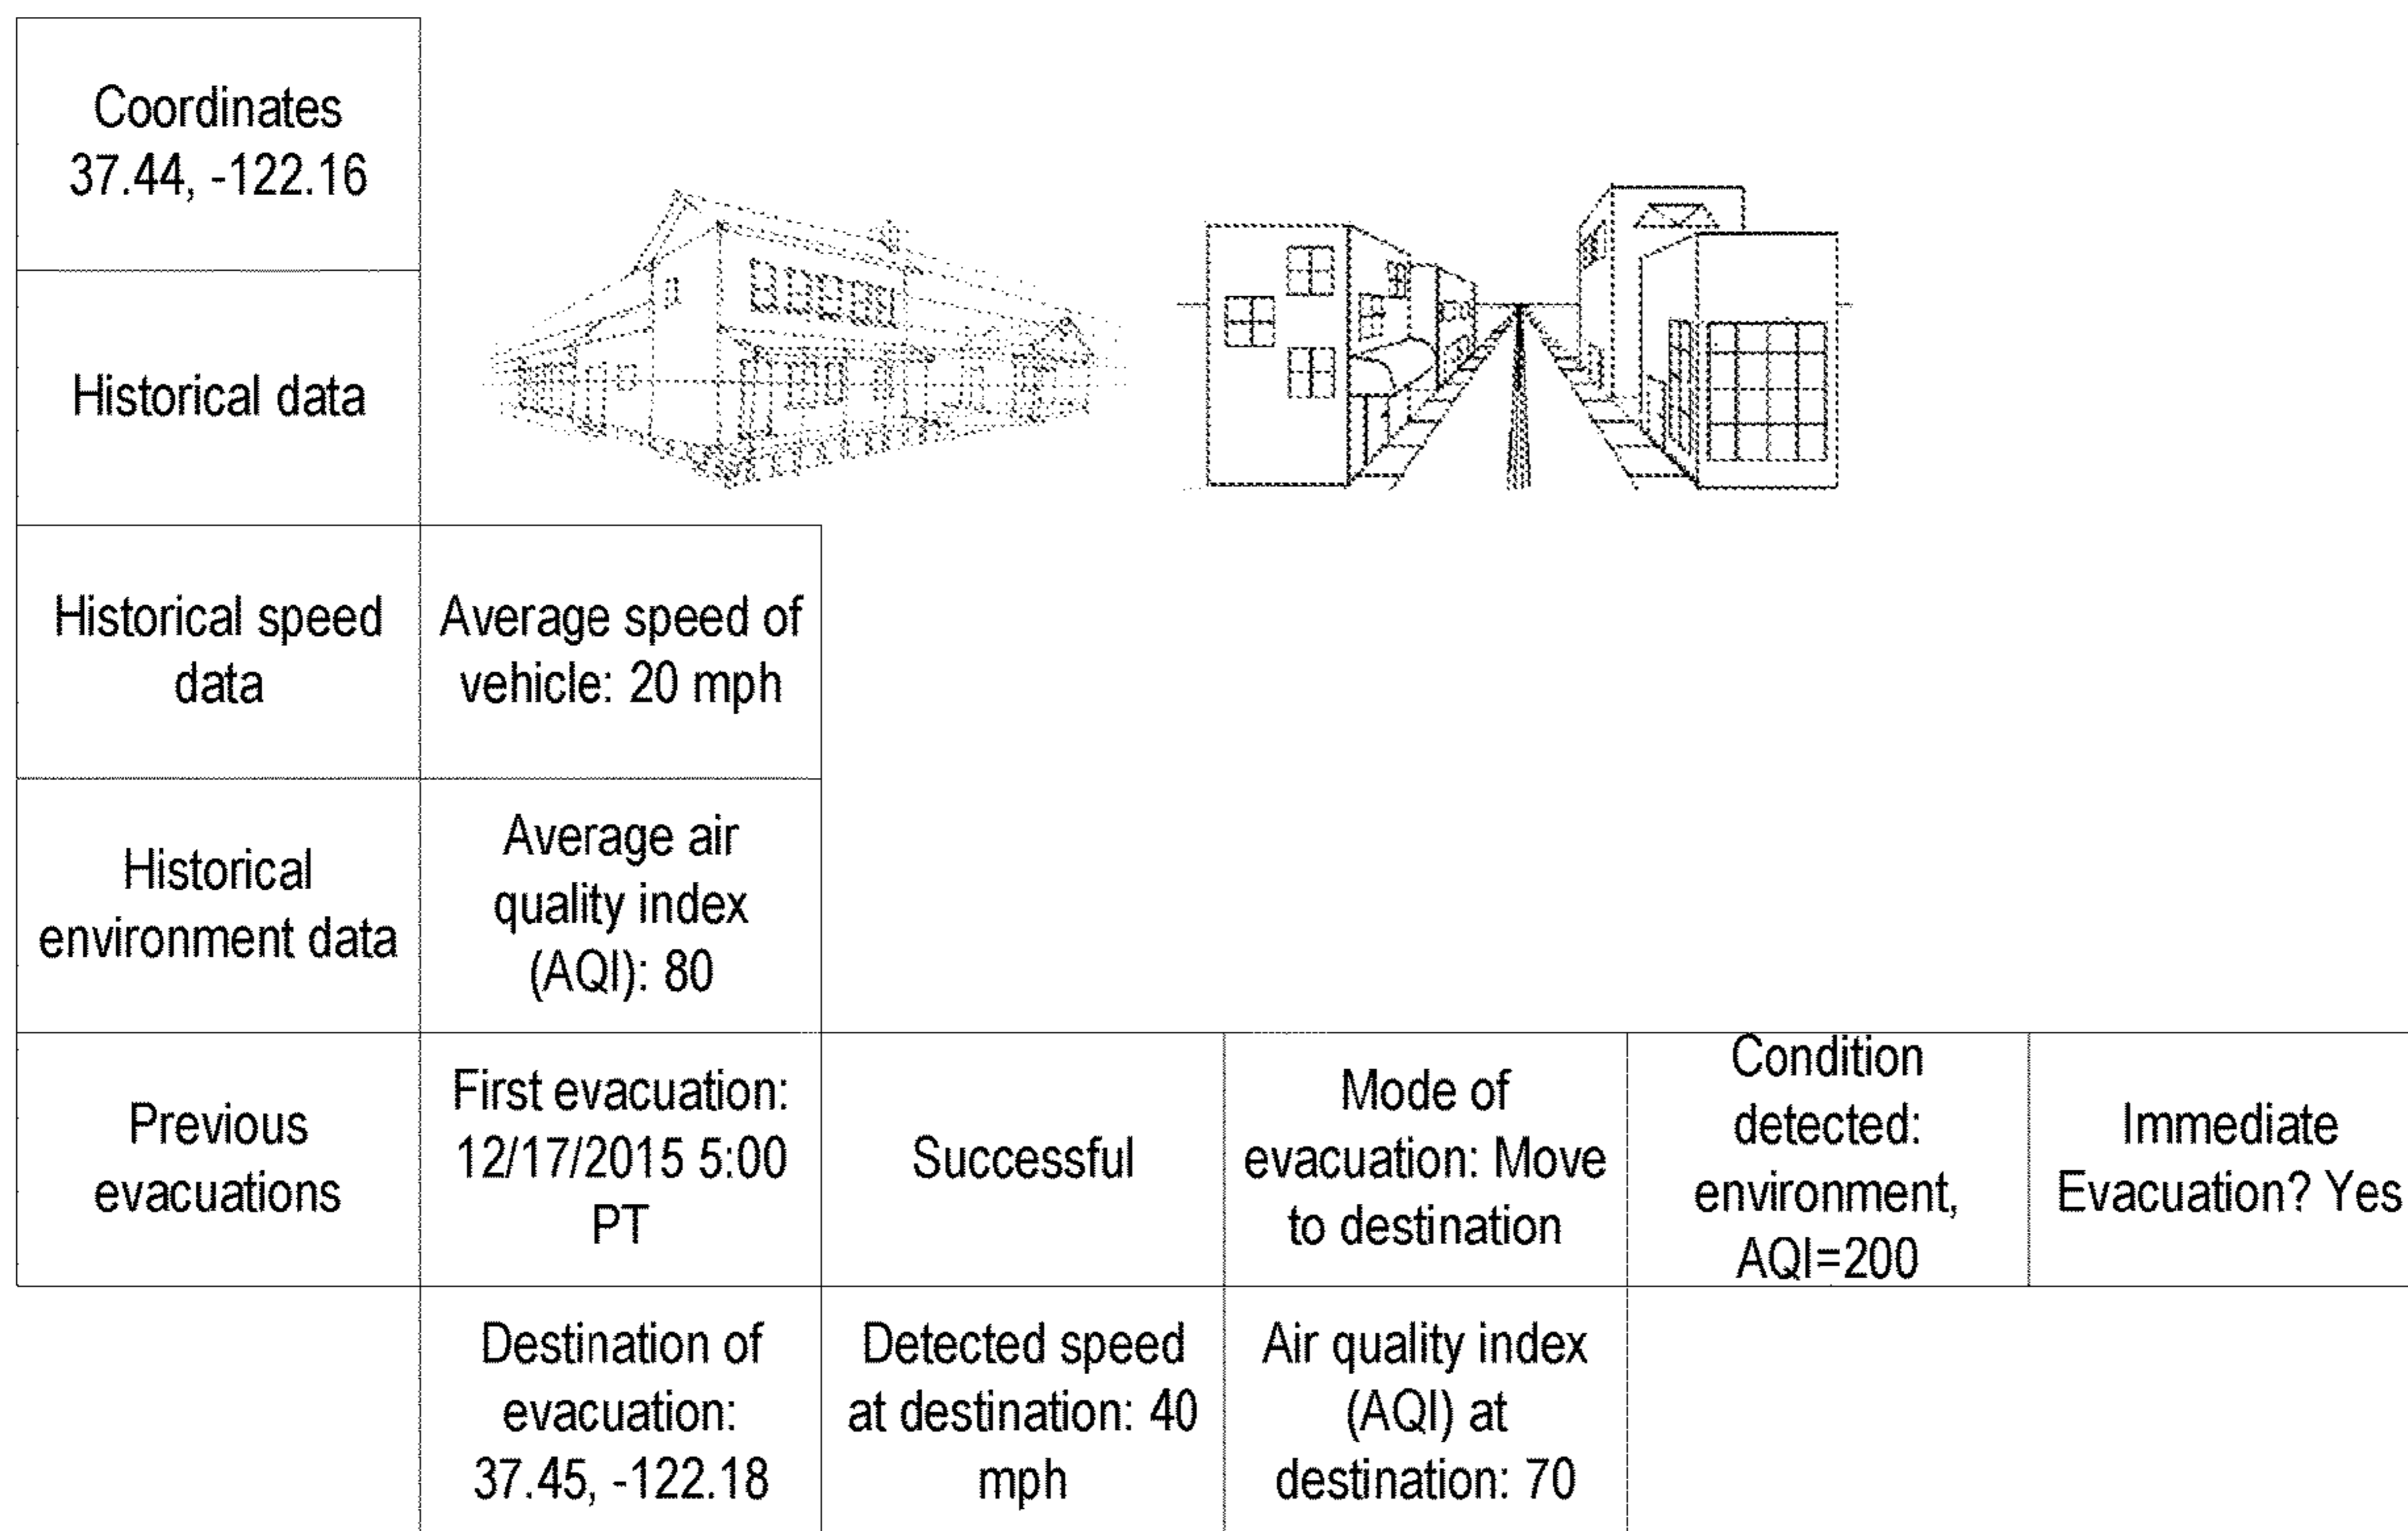 Coordinates
37.44, -122.16
Historical data
Historical speed
data
Average speed of
vehicle: 20 mph
Historical
environment data
Average air
quality index
(AQI): 80
Previous
evacuations
First evacuation:
12/17/2015 5:00
PT
Successful
Mode of
evacuation: Move
to destination
Condition
detected:
environment,
AQI=200
Immediate
Evacuation? Yes
Destination of
evacuation:
37.45, -122.18
Detected speed
at destination: 40
mph
Air quality index
(AQI) at
destination: 70